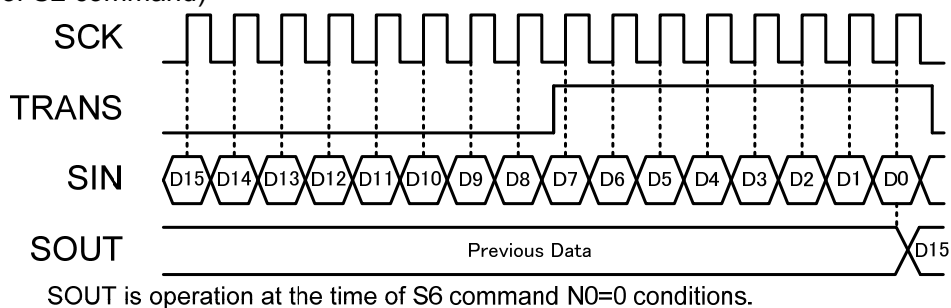 of S2 command)
SCK
TRANS
SIN D15 D14 D13 D12 D11 D10 D9 D8 D7 D6 D5 D4 D3 D2 D1 D0
SOUT Previous Data D15
SOUT is operation at the time of S6 command N0=0 conditions.